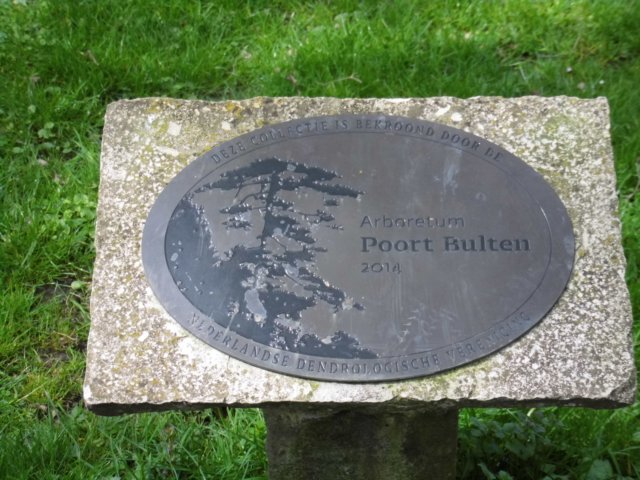 DEZE COLLECTIE IS BEKROOND DOOR DE
Arboretum
Poort Bulten
2014
NEDERLANDSE DENDROLOGISCHE VERENIGING